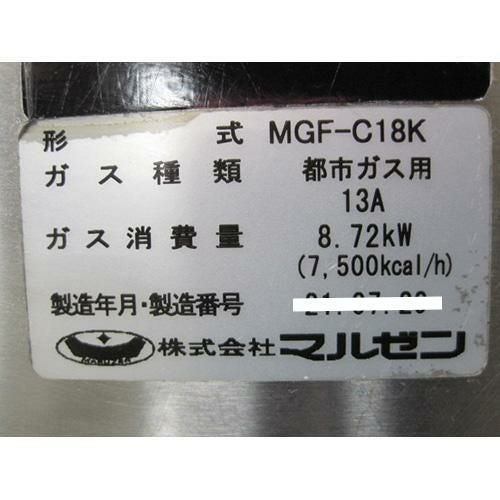 形 式 MGF-C18K
ガス種類 都市ガス用
13A
ガス消費量 8.72kW
(7,500kcal/h)
製造年月・製造番号
MARUZEN 株式会社 マルゼン